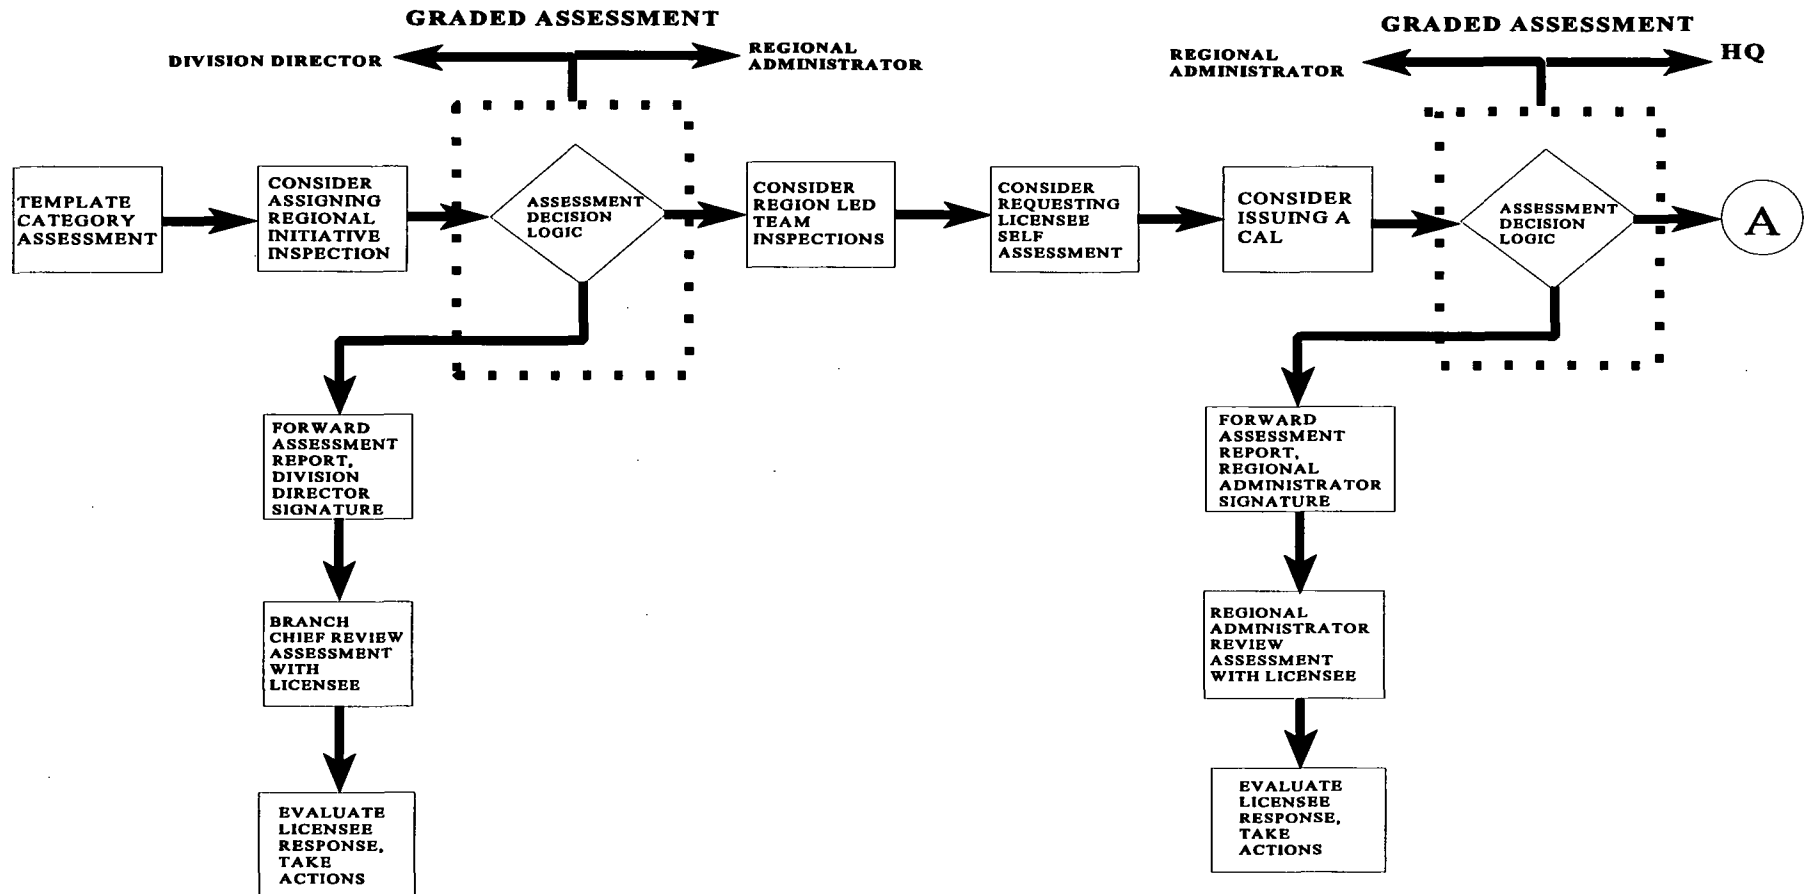 GRADED ASSESSMENT
DIVISION DIRECTOR
REGIONAL
ADMINISTRATOR
GRADED ASSESSMENT
REGIONAL
ADMINISTRATOR
HQ
TEMPLATE
CATEGORY
ASSESSMENT
CONSIDER
ASSIGNING
REGIONAL
INITIATIVE
INSPECTION
ASSESSMENT
DECISION
LOGIC
CONSIDER
REGION LED
TEAM
INSPECTIONS
CONSIDER
REQUESTING
LICENSEE
SELF
ASSESSMENT
CONSIDER
ISSUING A
CAL
ASSESSMENT
DECISION
LOGIC
A
FORWARD
ASSESSMENT
REPORT,
DIVISION
DIRECTOR
SIGNATURE
BRANCH
CHIEF REVIEW
ASSESSMENT
WITH
LICENSEE
EVALUATE
LICENSEE
RESPONSE,
TAKE
ACTIONS
FORWARD
ASSESSMENT
REPORT,
REGIONAL
ADMINISTRATOR
SIGNATURE
REGIONAL
ADMINISTRATOR
REVIEW
ASSESSMENT
WITH LICENSEE
EVALUATE
LICENSEE
RESPONSE,
TAKE
ACTIONS